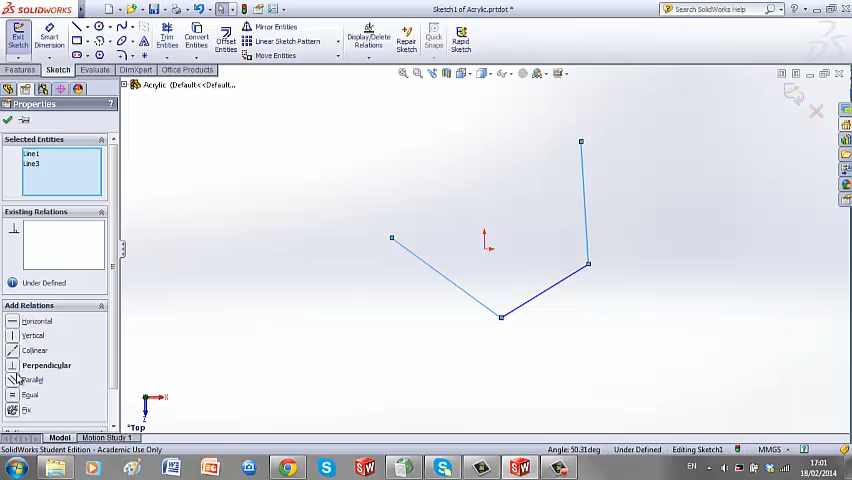 SOLIDWORKS
Sketch1 of Acrylic.prtdot *
Search SolidWorks Help
Exit Sketch
Smart Dimension
Trim Entities
Convert Entities
Offset Entities
Mirror Entities
Linear Sketch Pattern
Move Entities
Display/Delete Relations
Repair Sketch
Quick Snaps
Rapid Sketch
Features
Sketch
Evaluate
DimXpert
Office Products
Properties
?
Acrylic (Default<<Default...
Selected Entities
Line1
Line3
Existing Relations
Under Defined
Add Relations
Horizontal
Vertical
Collinear
Perpendicular
Parallel
Equal
Fix
X
Z
*Top
Model
Motion Study 1
SolidWorks Student Edition - Academic Use Only
Angle: 50.31deg
Under Defined
Editing Sketch1
MMGS
EN
17:01
18/02/2014